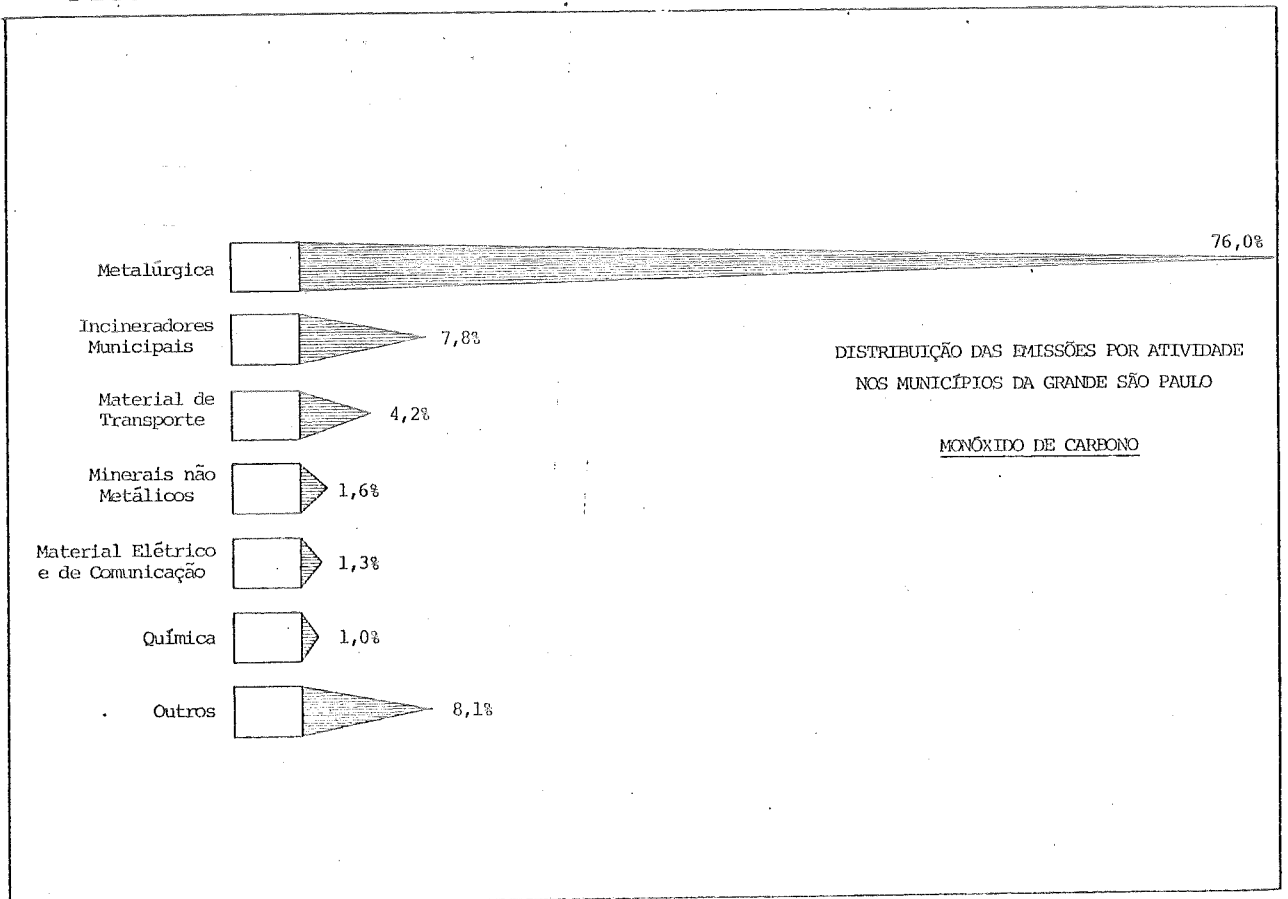 Metalúrgica
76,0%
Incineradores
Municipais
7,8%
Material de
Transporte
4,2%
Minerais não
Metálicos
1,6%
Material Elétrico
e de Comunicação
1,3%
Química
1,0%
Outros
8,1%
DISTRIBUIÇÃO DAS EMISSÕES POR ATIVIDADE
NOS MUNICÍPIOS DA GRANDE SÃO PAULO
MONÓXIDO DE CARBONO